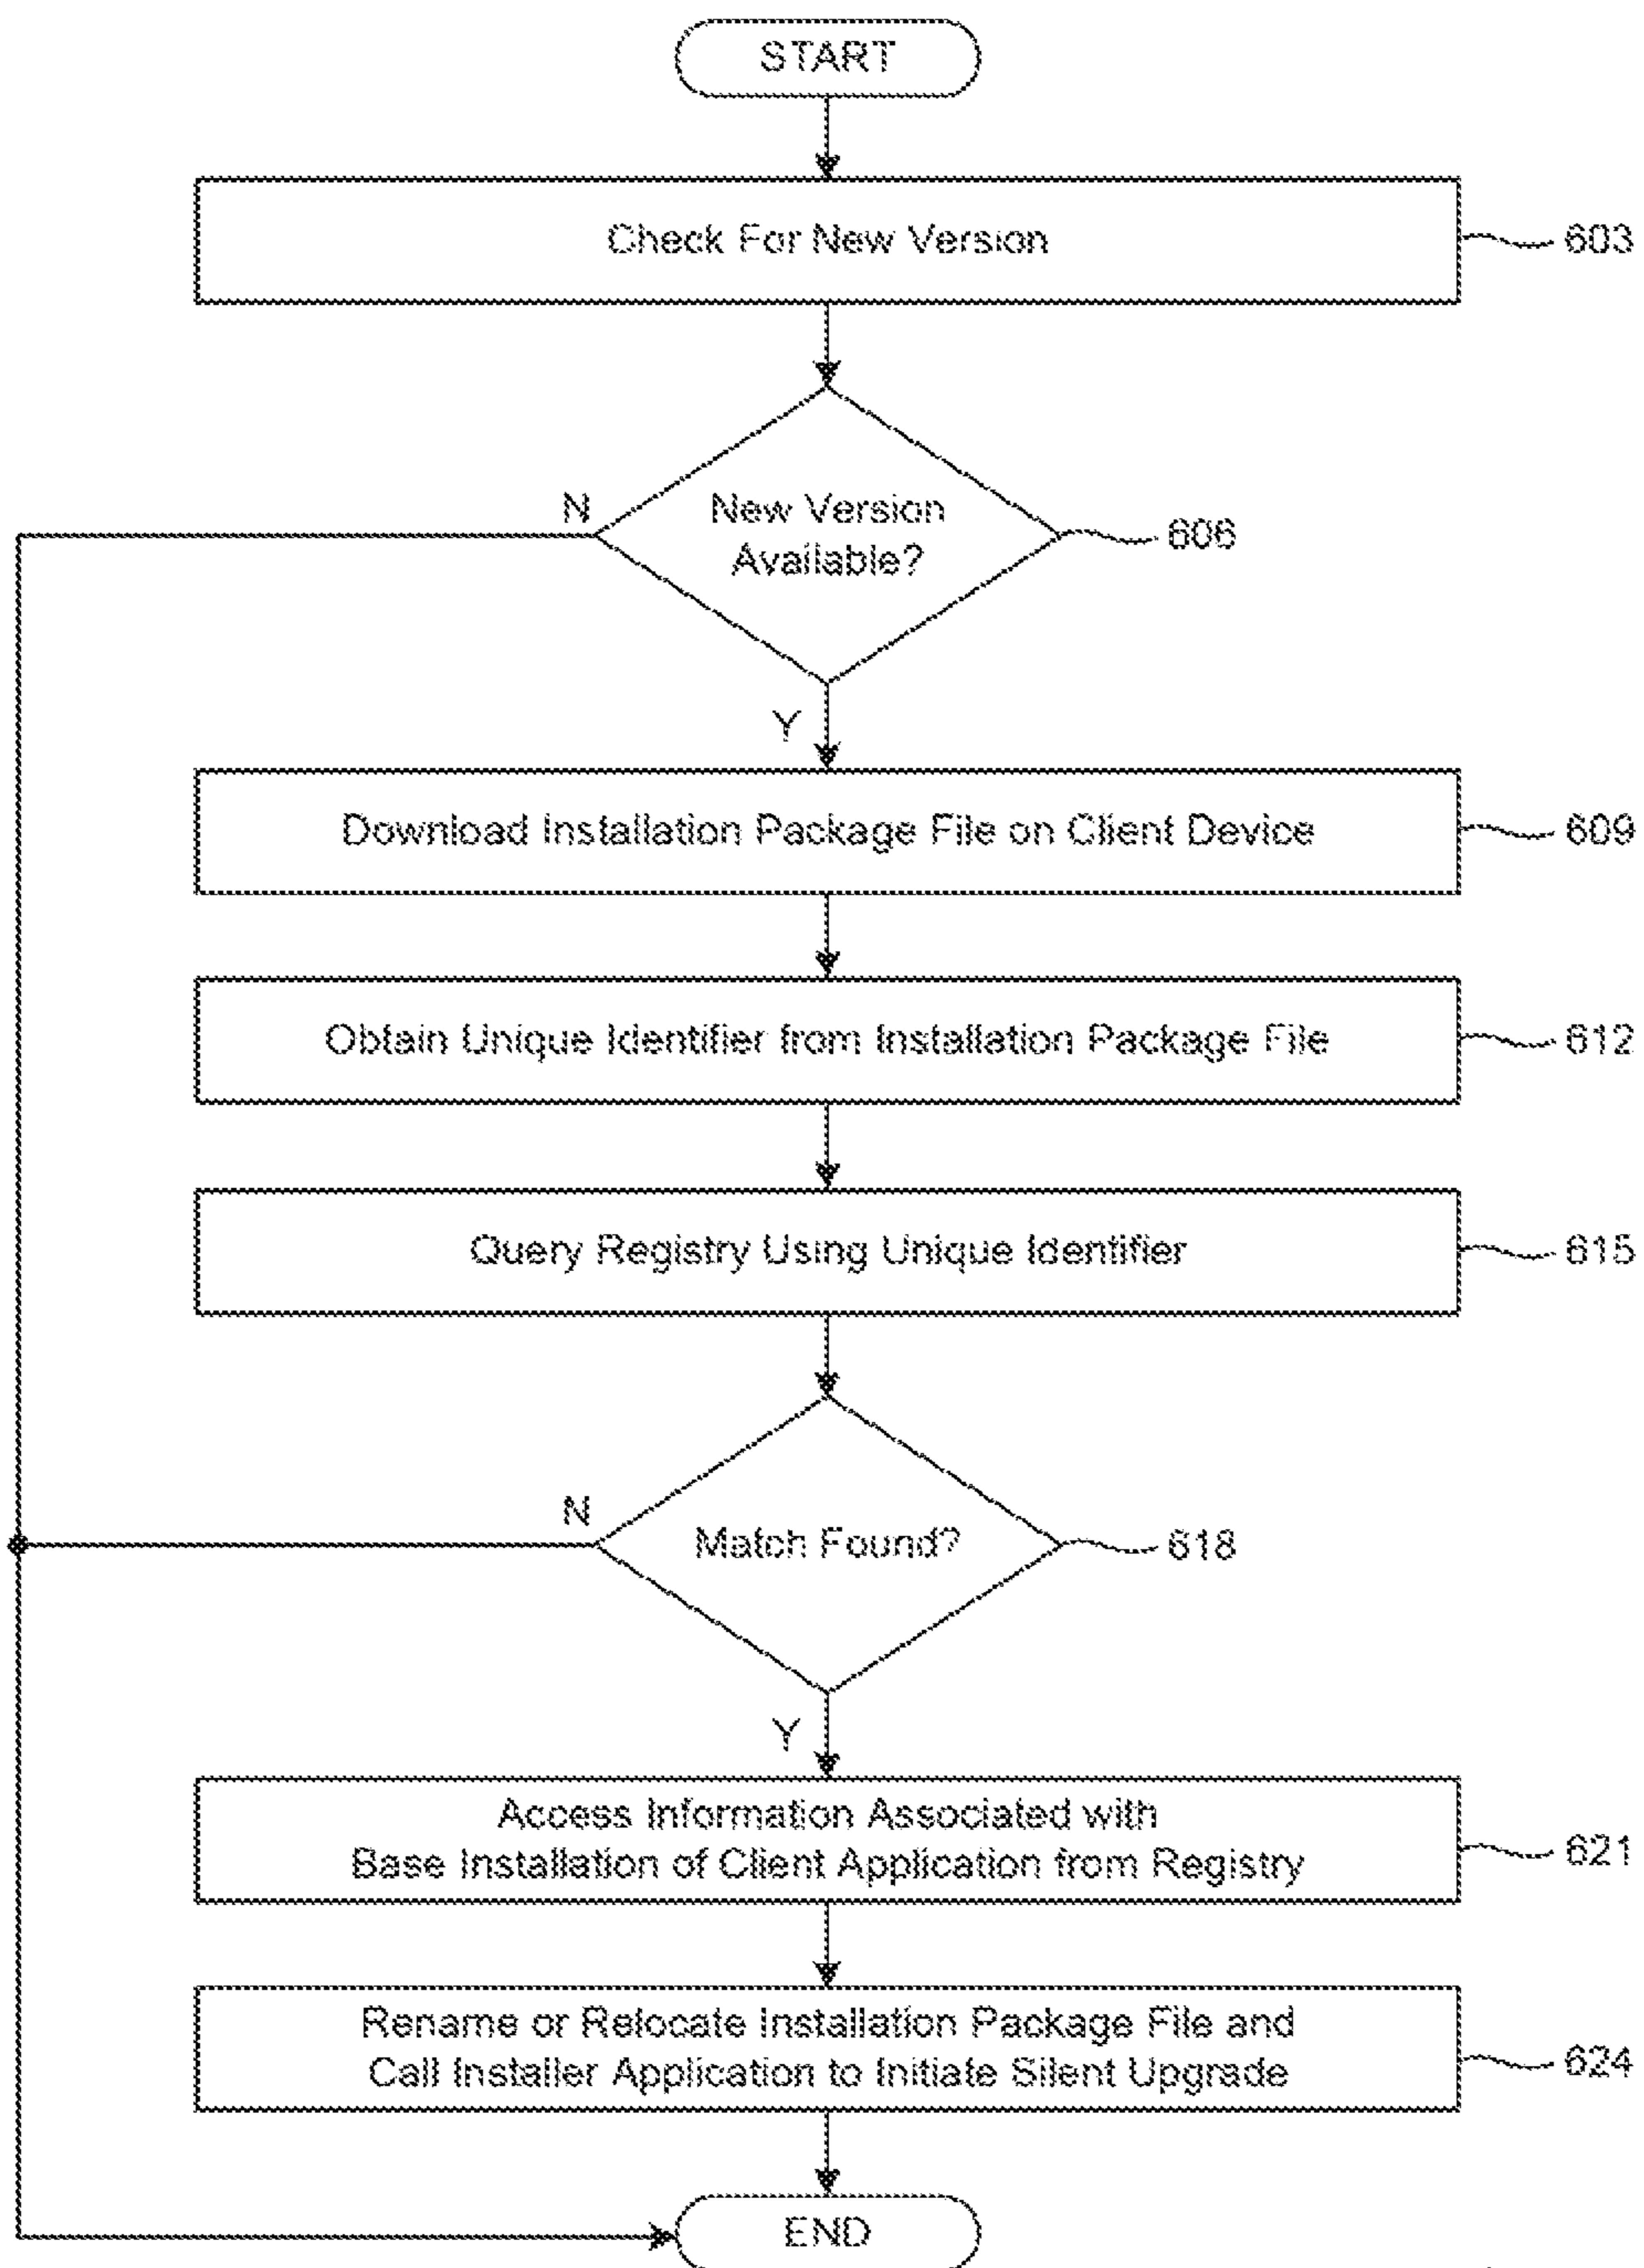 START
Check For New Version
603
N
New Version
Available?
606
Y
Download Installation Package File on Client Device
609
Obtain Unique Identifier from Installation Package File
612
Query Registry Using Unique Identifier
615
N
Match Found?
618
Y
Access Information Associated with
Base Installation of Client Application from Registry
621
Rename or Relocate Installation Package File and
Call Installer Application to Initiate Silent Upgrade
624
END